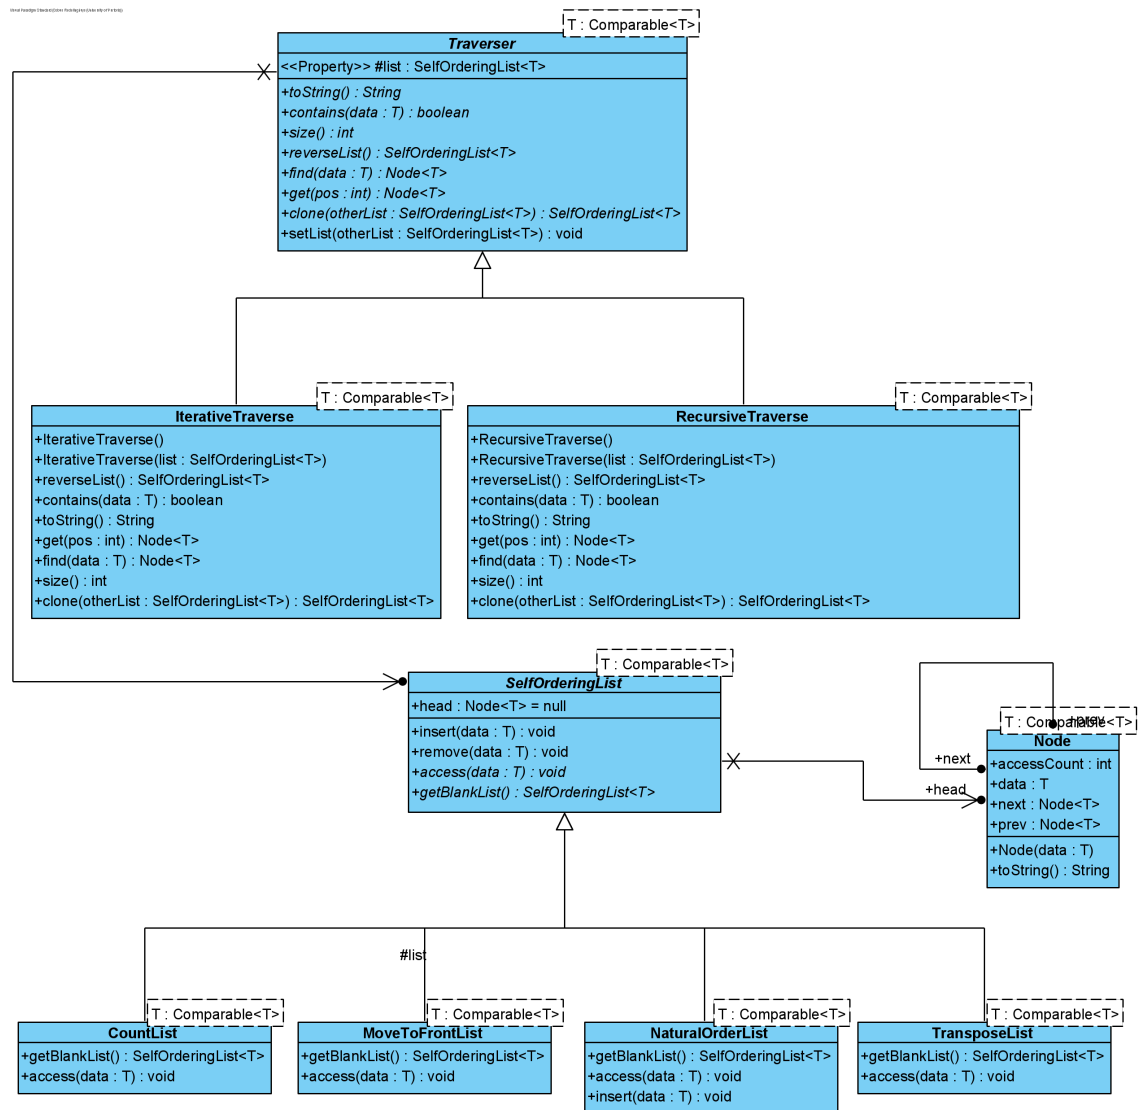 T : Comparable<T>
Traverser
<<Property>> #list : SelfOrderingList<T>
+toString() : String
+contains(data : T) : boolean
+size() : int
+reverseList() : SelfOrderingList<T>
+find(data : T) : Node<T>
+get(pos : int) : Node<T>
+clone(otherList : SelfOrderingList<T>) : SelfOrderingList<T>
+setList(otherList : SelfOrderingList<T>) : void
T : Comparable<T>
IterativeTraverse
+IterativeTraverse()
+IterativeTraverse(list : SelfOrderingList<T>)
+reverseList() : SelfOrderingList<T>
+contains(data : T) : boolean
+toString() : String
+get(pos : int) : Node<T>
+find(data : T) : Node<T>
+size() : int
+clone(otherList : SelfOrderingList<T>) : SelfOrderingList<T>
T : Comparable<T>
RecursiveTraverse
+RecursiveTraverse()
+RecursiveTraverse(list : SelfOrderingList<T>)
+reverseList() : SelfOrderingList<T>
+contains(data : T) : boolean
+toString() : String
+get(pos : int) : Node<T>
+find(data : T) : Node<T>
+size() : int
+clone(otherList : SelfOrderingList<T>) : SelfOrderingList<T>
T : Comparable<T>
SelfOrderingList
+head : Node<T> = null
+insert(data : T) : void
+remove(data : T) : void
+access(data : T) : void
+getBlankList() : SelfOrderingList<T>
T : Comparable<T>
+prev
+next
+head
Node
+accessCount : int
+data : T
+next : Node<T>
+prev : Node<T>
+Node(data : T)
+toString() : String
#list
T : Comparable<T>
CountList
+getBlankList() : SelfOrderingList<T>
+access(data : T) : void
T : Comparable<T>
MoveToFrontList
+getBlankList() : SelfOrderingList<T>
+access(data : T) : void
T : Comparable<T>
NaturalOrderList
+getBlankList() : SelfOrderingList<T>
+access(data : T) : void
+insert(data : T) : void
T : Comparable<T>
TransposeList
+getBlankList() : SelfOrderingList<T>
+access(data : T) : void